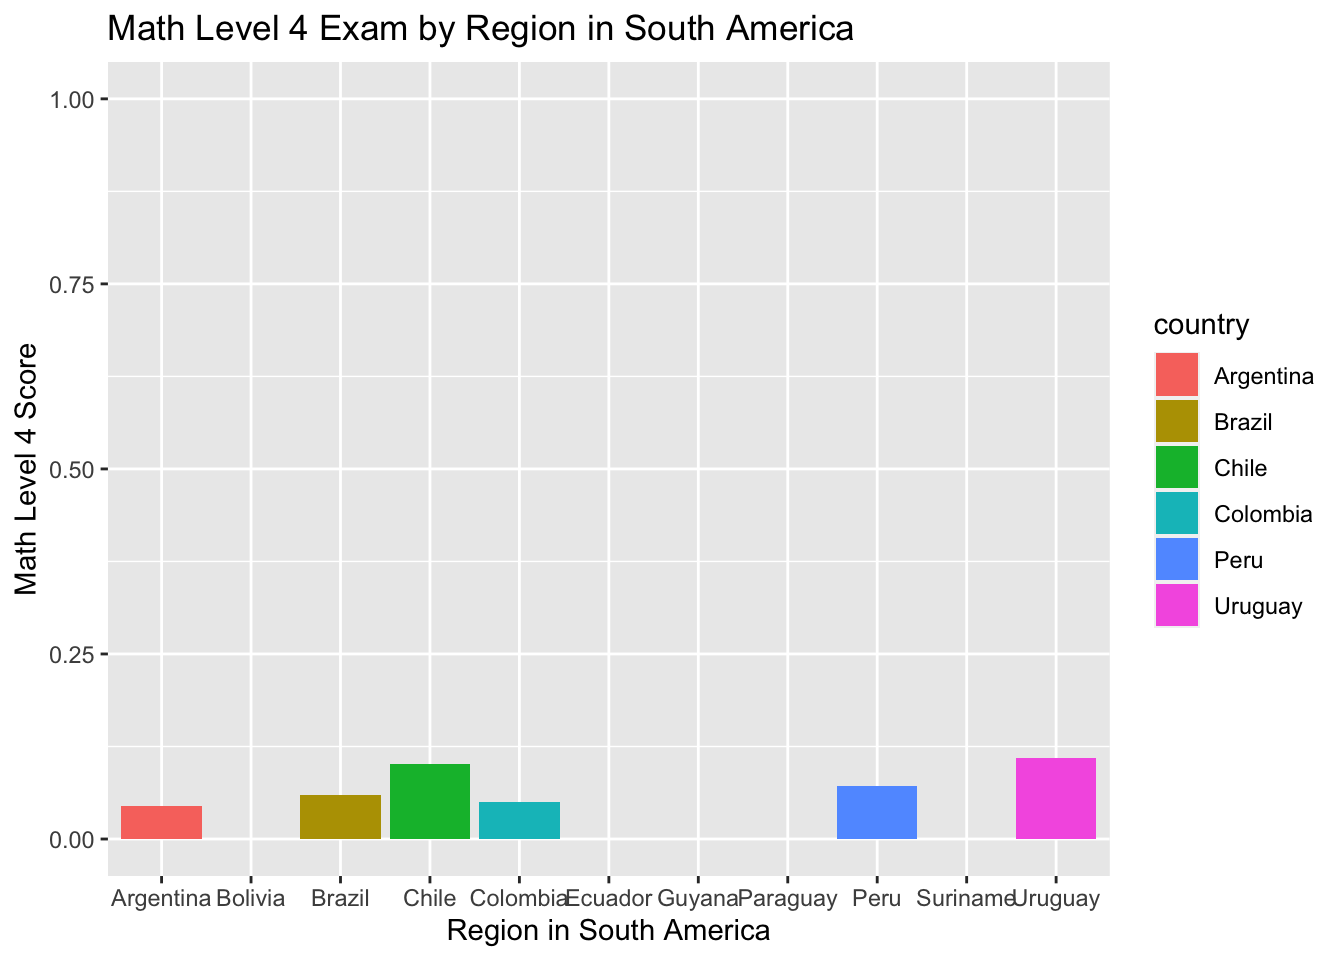 Math Level 4 Exam by Region in South America
Math Level 4 Score
1.00
0.75
0.50
0.25
0.00
Argentina Bolivia Brazil Chile Colombia Ecuador Guyana Paraguay Peru Suriname Uruguay
Region in South America
country
Argentina
Brazil
Chile
Colombia
Peru
Uruguay